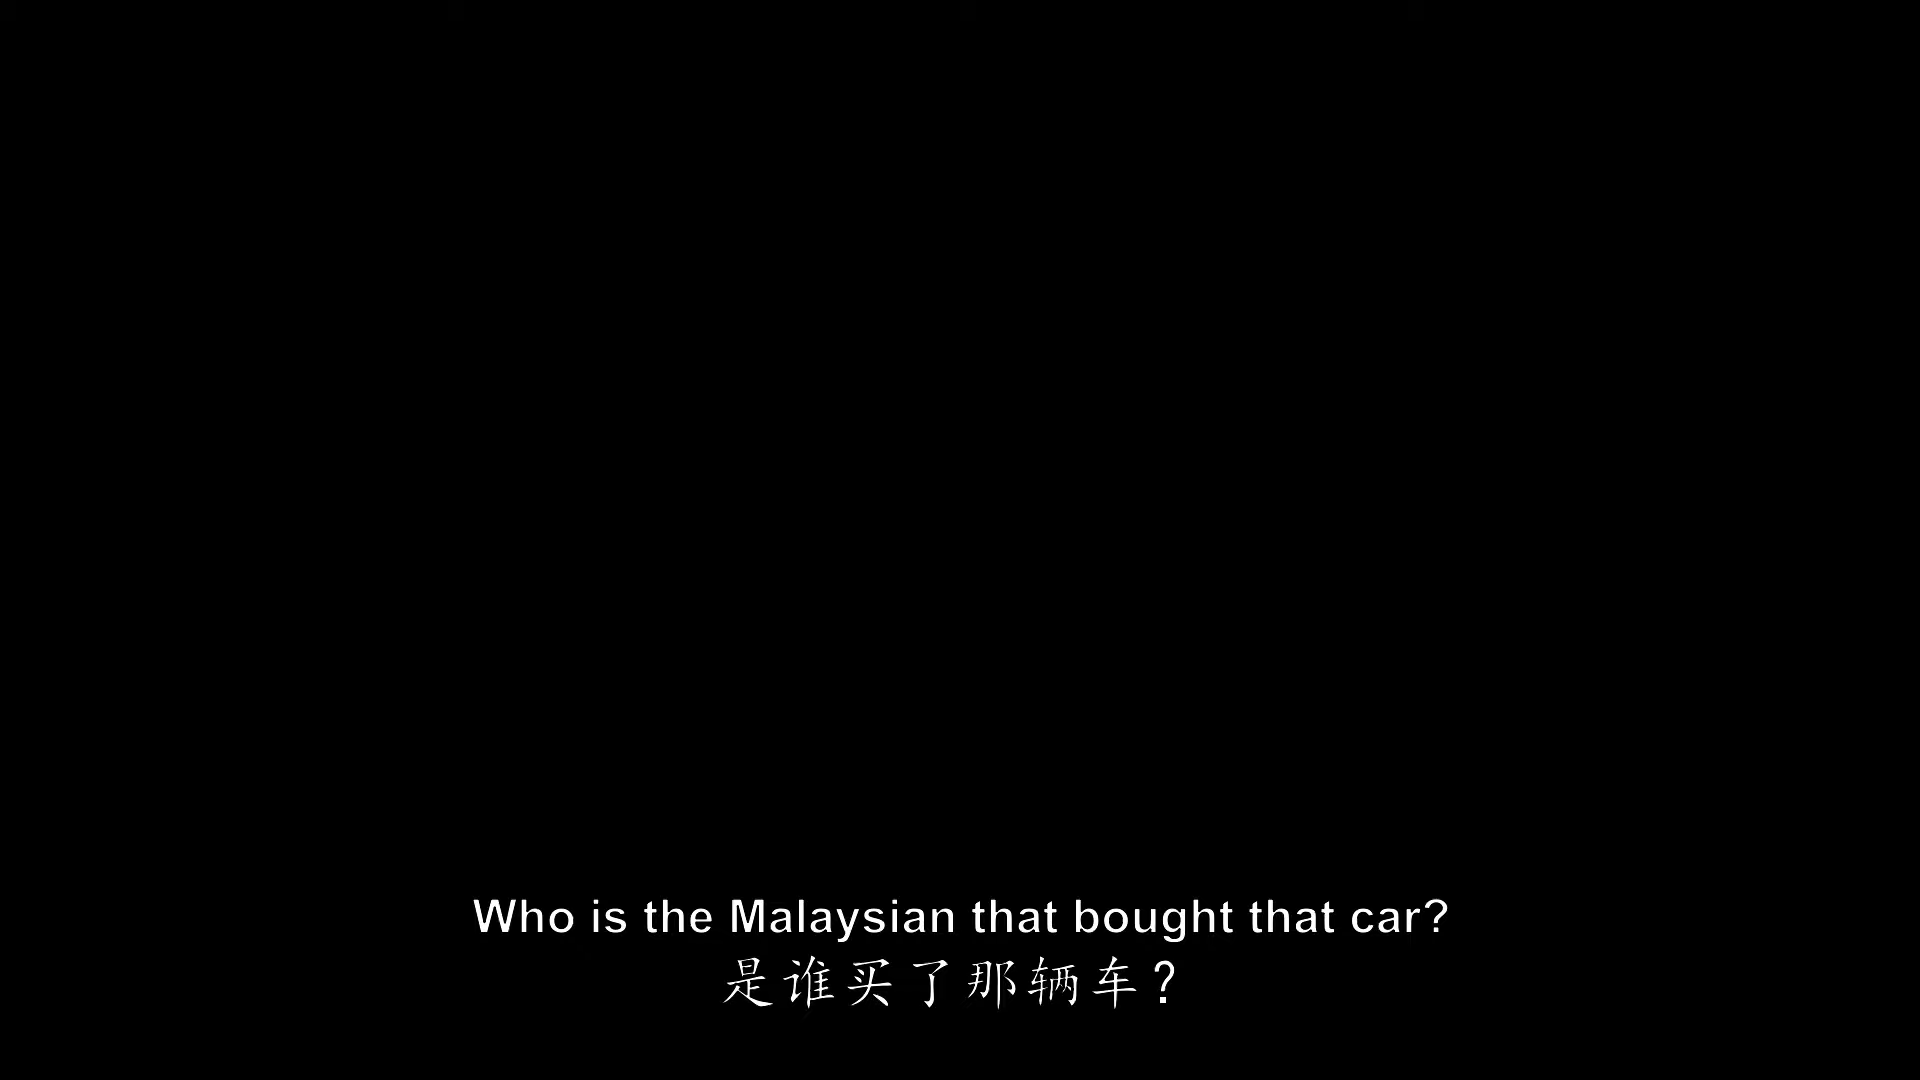 Who is the Malaysian that bought that car?
是谁买了那辆车？